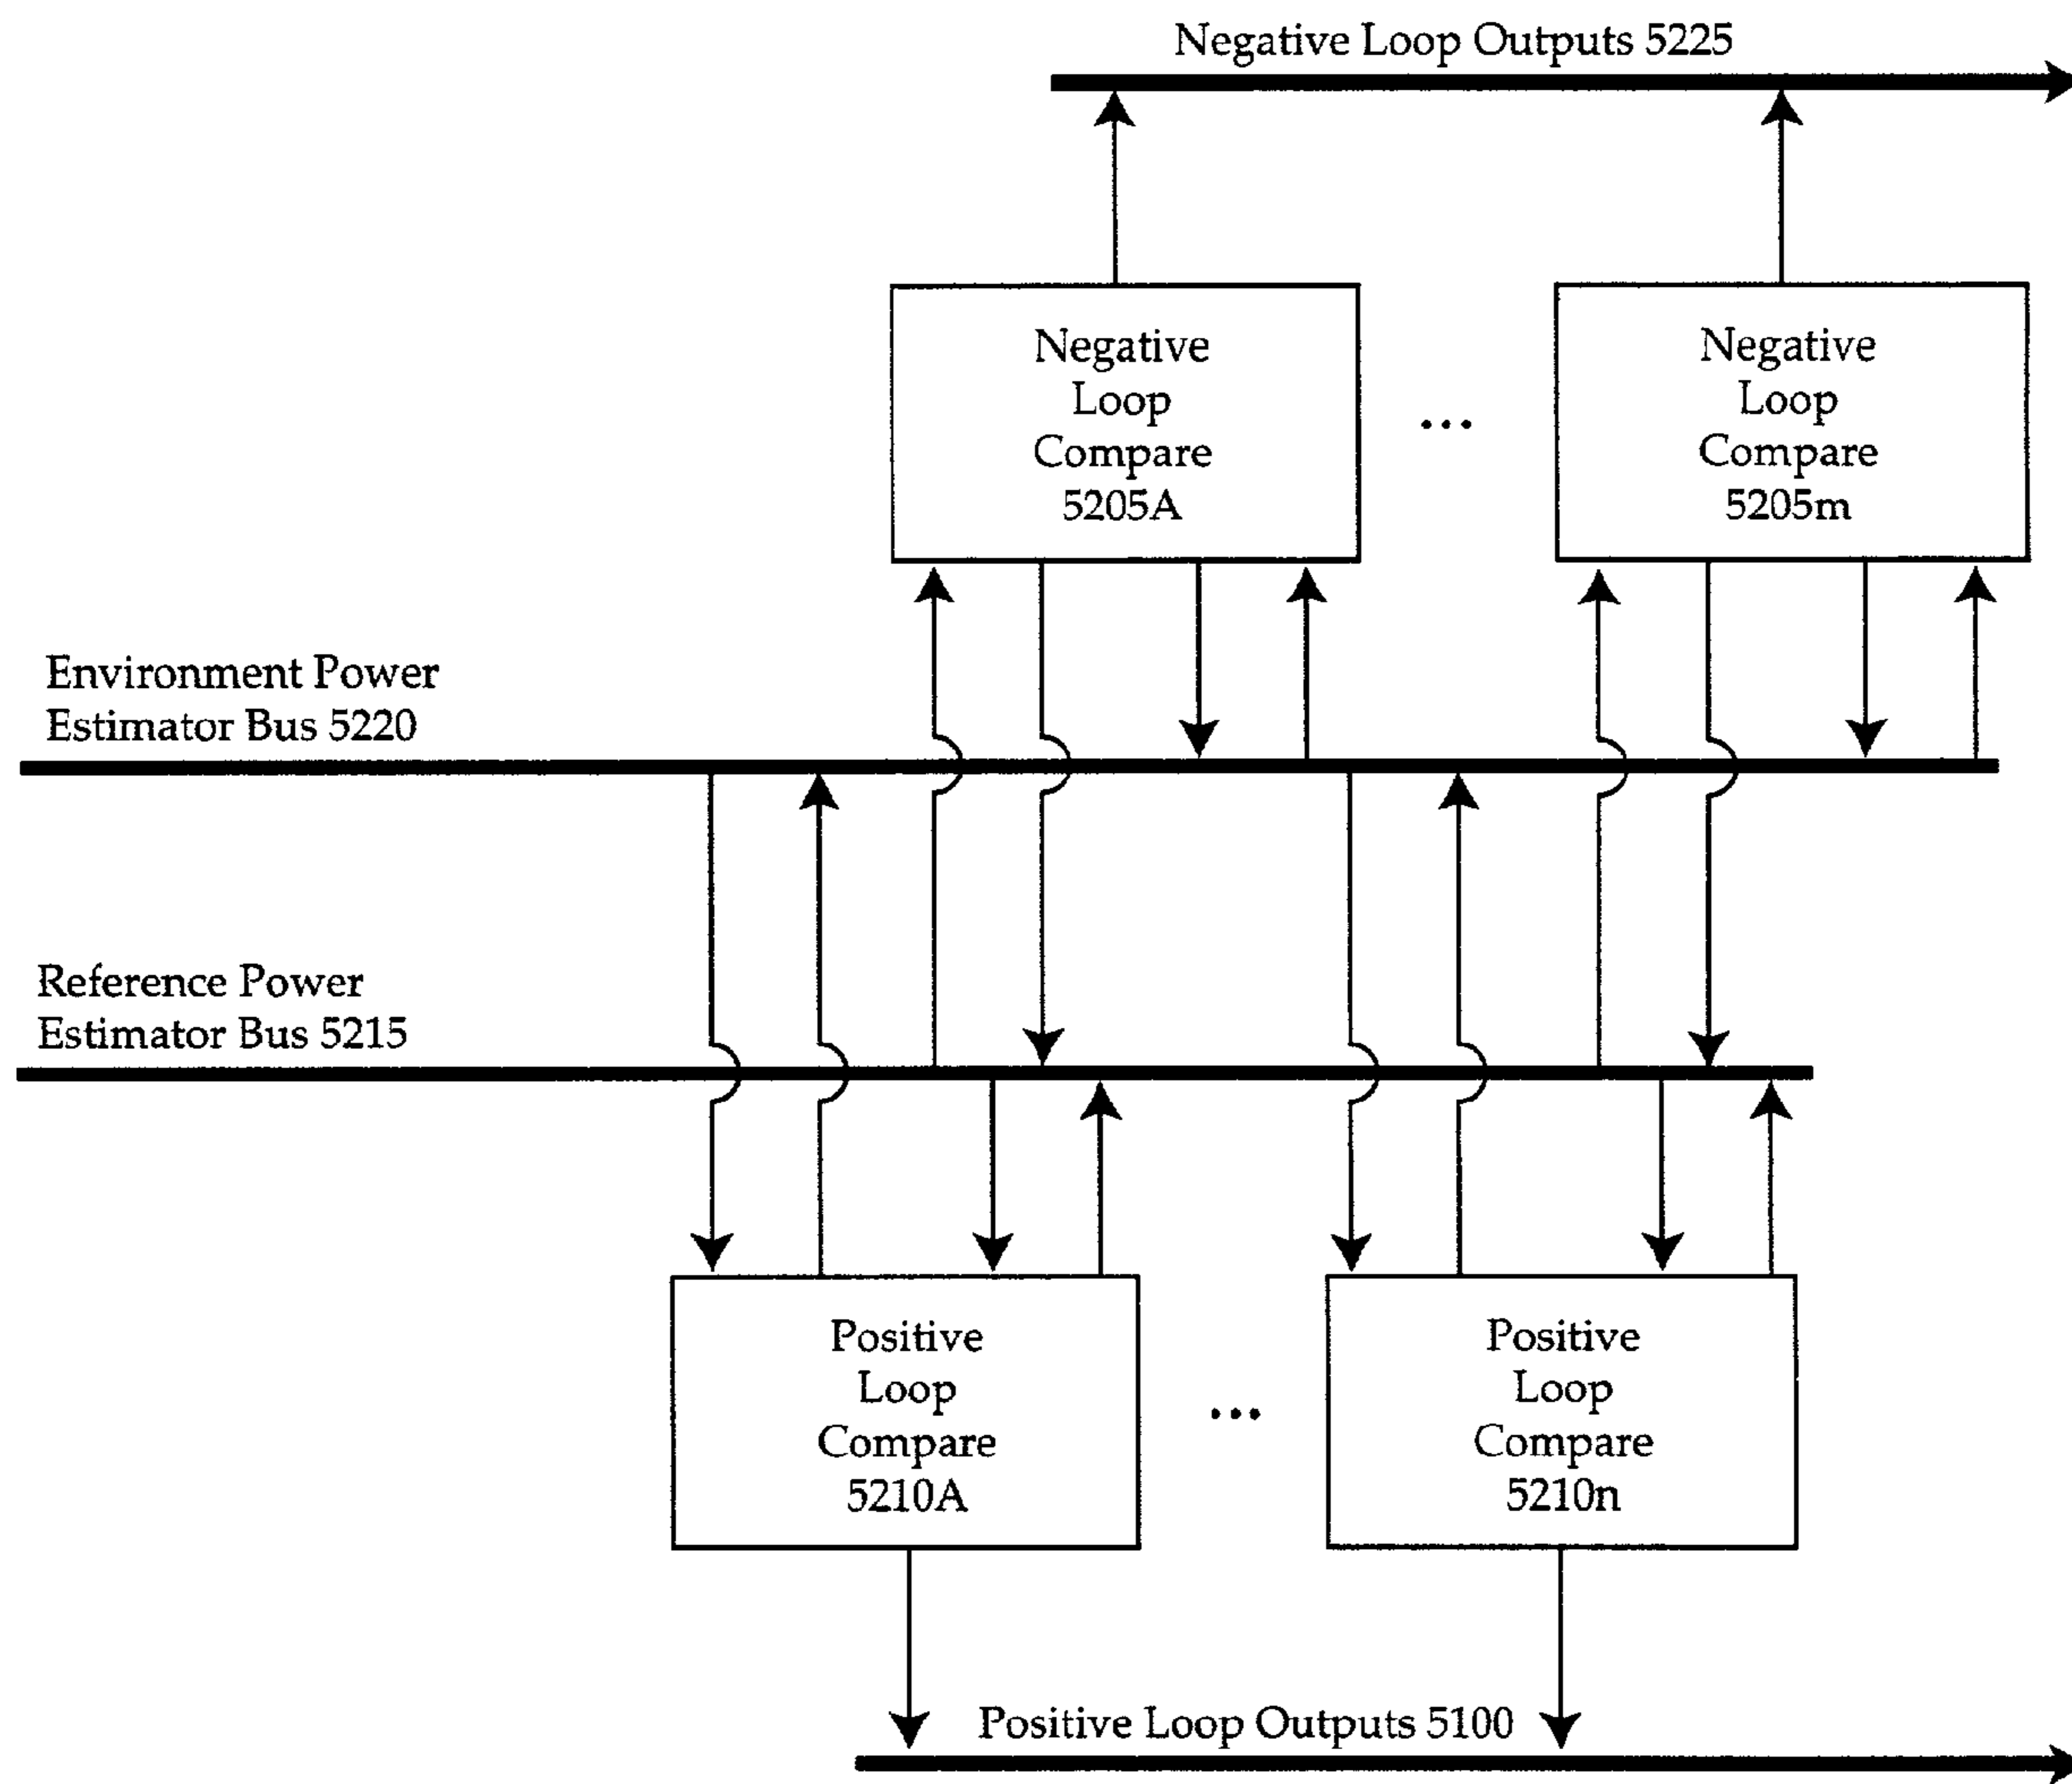 Negative Loop Outputs 5225
Negative
Loop
Compare
5205A
...
Negative
Loop
Compare
5205m
Environment Power
Estimator Bus 5220
Reference Power
Estimator Bus 5215
Positive
Loop
Compare
5210A
...
Positive
Loop
Compare
5210n
Positive Loop Outputs 5100